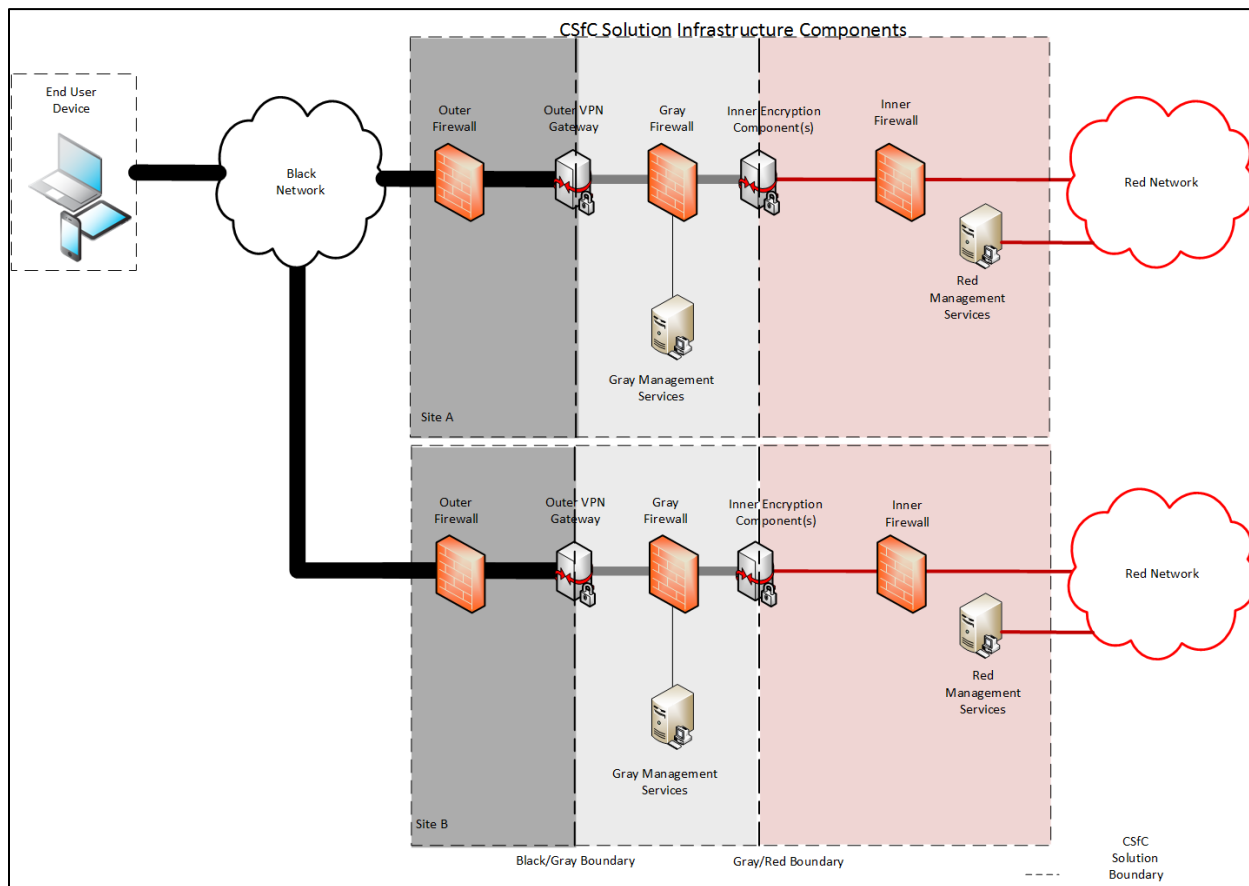 CSfC Solution Infrastructure Components
End User
Device
Black
Network
Outer
Firewall
Outer VPN
Gateway
Gray
Firewall
Inner Encryption
Component(s)
Inner
Firewall
Red Network
Red
Management
Services
Gray Management
Services
Site A
Outer
Firewall
Outer VPN
Gateway
Gray
Firewall
Inner Encryption
Component(s)
Inner
Firewall
Red Network
Red
Management
Services
Gray Management
Services
Site B
Black/Gray Boundary
Gray/Red Boundary
CSfC
Solution
Boundary